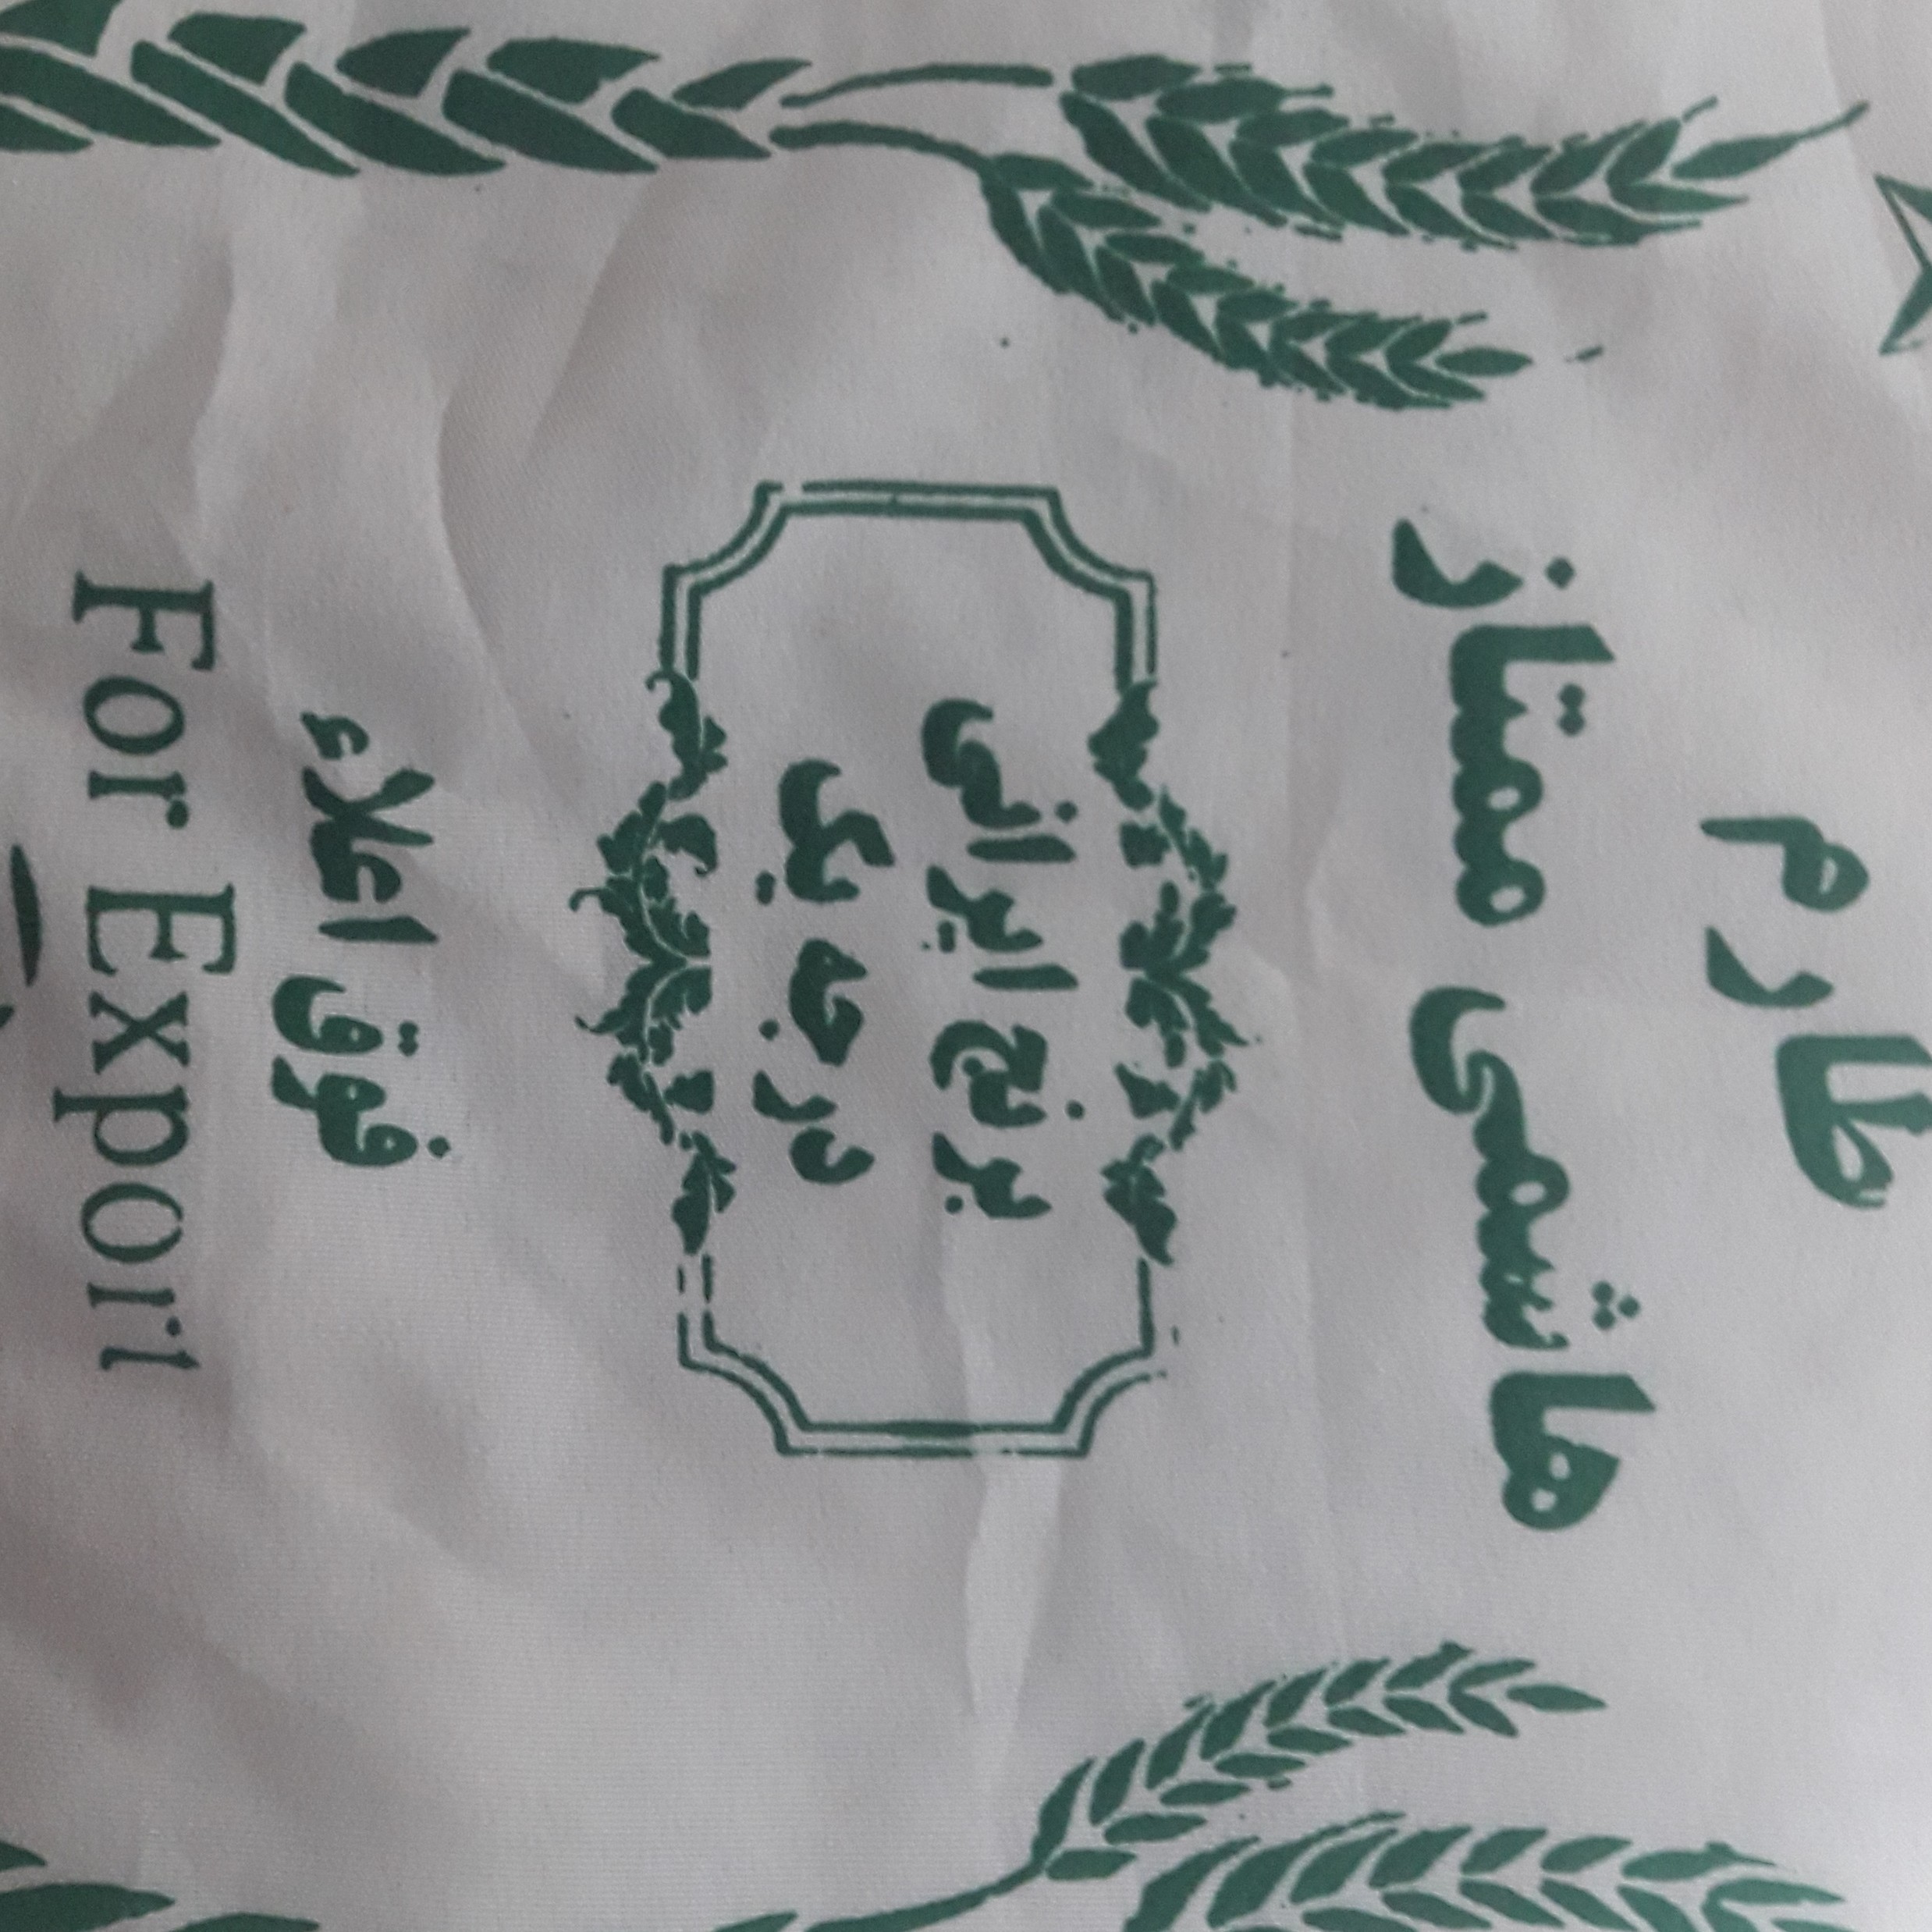 طارم
هاشمی ممتاز
برنج ایرانی
درجه یک
فوق اعلاء
For Export